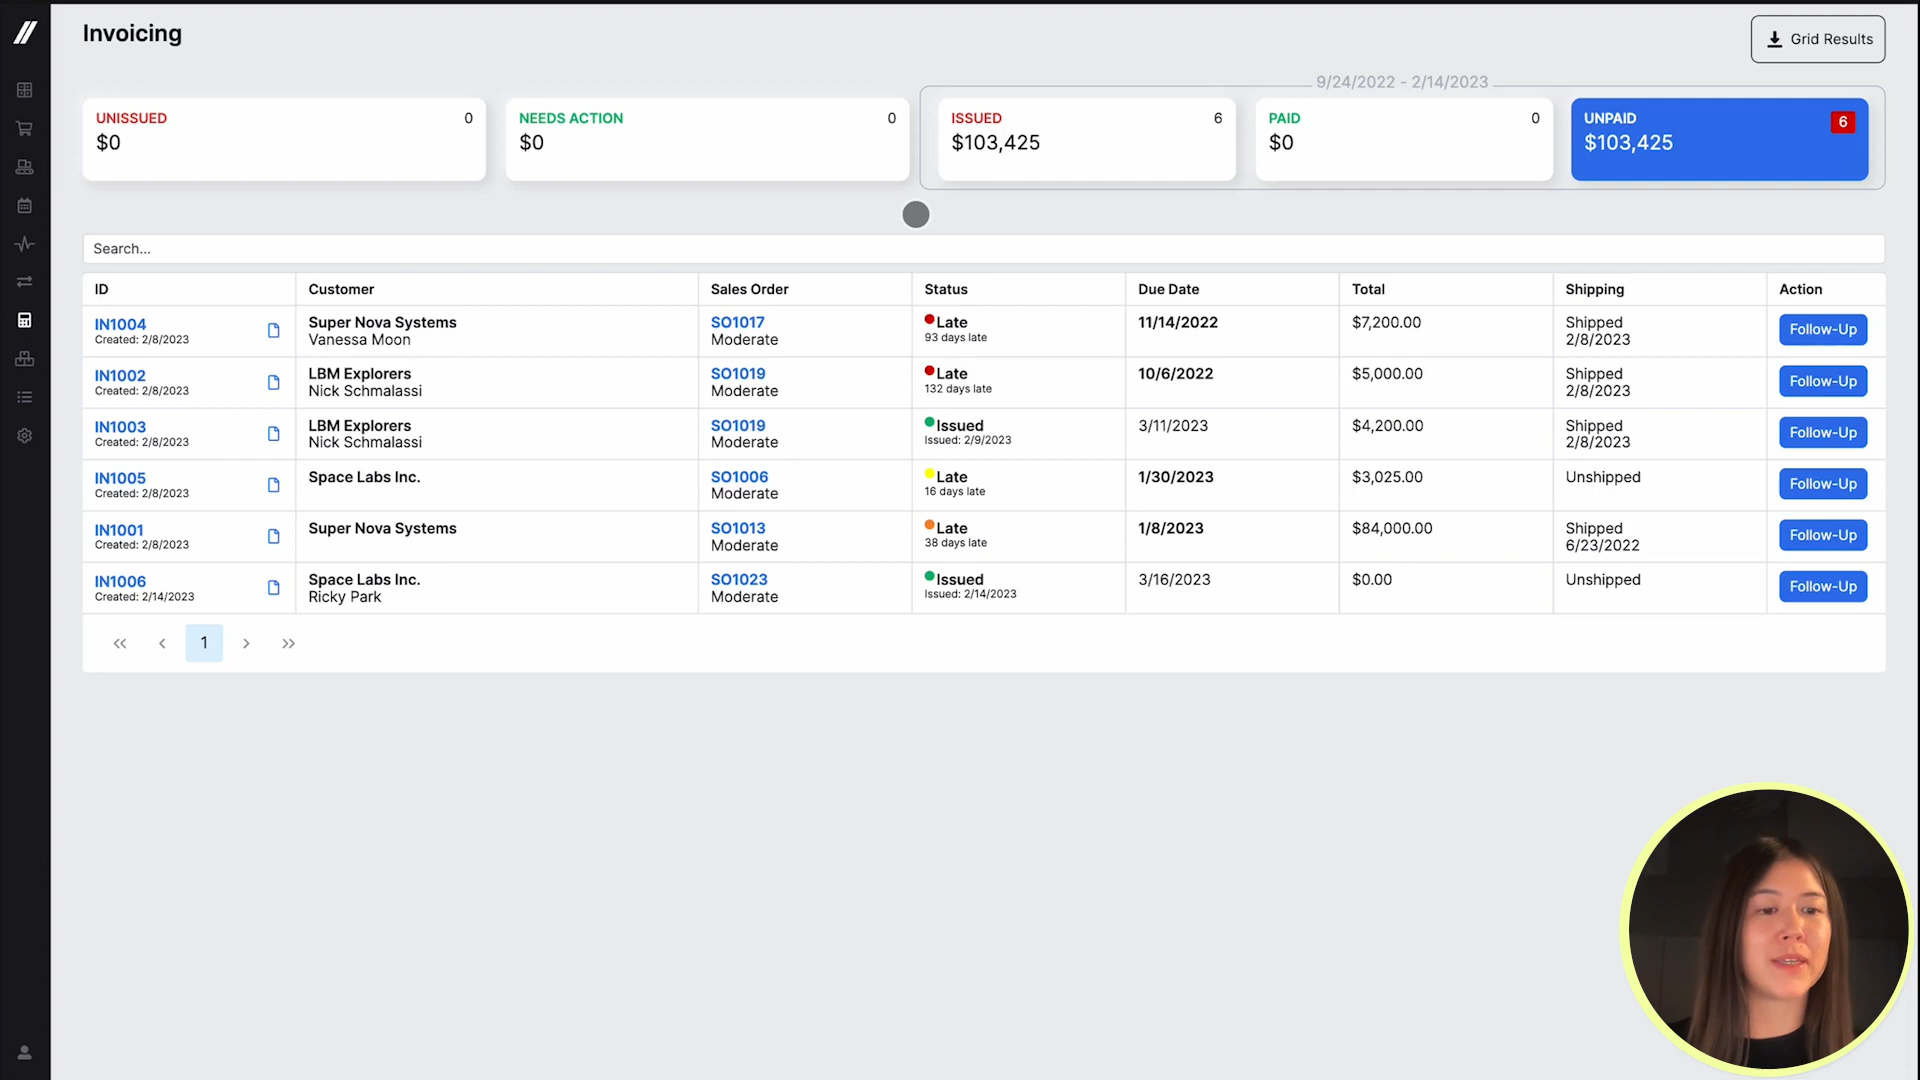 Invoicing
Grid Results
9/24/2022 - 2/14/2023
UNISSUED 0
$0
NEEDS ACTION 0
$0
ISSUED 6
$103,425
PAID 0
$0
UNPAID 6
$103,425
Search...
ID Customer Sales Order Status Due Date Total Shipping Action
IN1004 Super Nova Systems SO1017 Late 11/14/2022 $7,200.00 Shipped Follow-Up
Created: 2/8/2023 Vanessa Moon Moderate 93 days late 2/8/2023
IN1002 LBM Explorers SO1019 Late 10/6/2022 $5,000.00 Shipped Follow-Up
Created: 2/8/2023 Nick Schmalassi Moderate 132 days late 2/8/2023
IN1003 LBM Explorers SO1019 Issued 3/11/2023 $4,200.00 Shipped Follow-Up
Created: 2/8/2023 Nick Schmalassi Moderate Issued: 2/9/2023 2/8/2023
IN1005 Space Labs Inc. SO1006 Late 1/30/2023 $3,025.00 Unshipped Follow-Up
Created: 2/8/2023 Moderate 16 days late
IN1001 Super Nova Systems SO1013 Late 1/8/2023 $84,000.00 Shipped Follow-Up
Created: 2/8/2023 Moderate 38 days late 6/23/2022
IN1006 Space Labs Inc. SO1023 Issued 3/16/2023 $0.00 Unshipped Follow-Up
Created: 2/14/2023 Ricky Park Moderate Issued: 2/14/2023
1